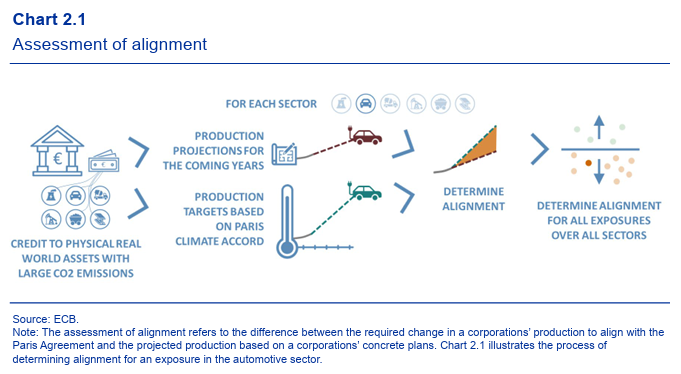 Chart 2.1
Assessment of alignment
FOR EACH SECTOR
€
€
CREDIT TO PHYSICAL REAL
WORLD ASSETS WITH
LARGE CO2 EMISSIONS
PRODUCTION
PROJECTIONS FOR
THE COMING YEARS
PRODUCTION
TARGETS BASED
ON PARIS
CLIMATE ACCORD
DETERMINE
ALIGNMENT
DETERMINE ALIGNMENT
FOR ALL EXPOSURES
OVER ALL SECTORS
Source: ECB.
Note: The assessment of alignment refers to the difference between the required change in a corporations’ production to align with the
Paris Agreement and the projected production based on a corporations’ concrete plans. Chart 2.1 illustrates the process of
determining alignment for an exposure in the automotive sector.